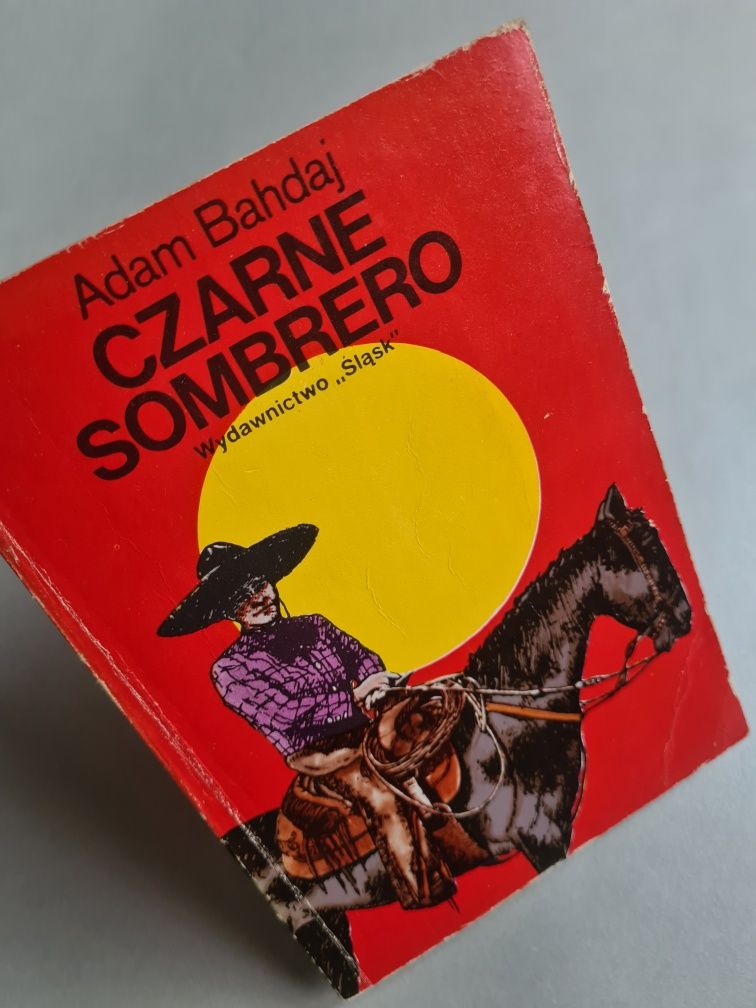 Adam Bahdaj
CZARNE
SOMBRERO
Wydawnictwo „Śląsk”